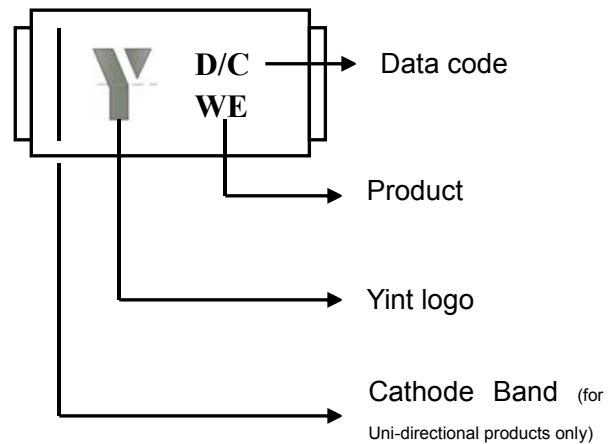 D/C
WE
Data code
Product
Yint logo
Cathode Band (for
Uni-directional products only)